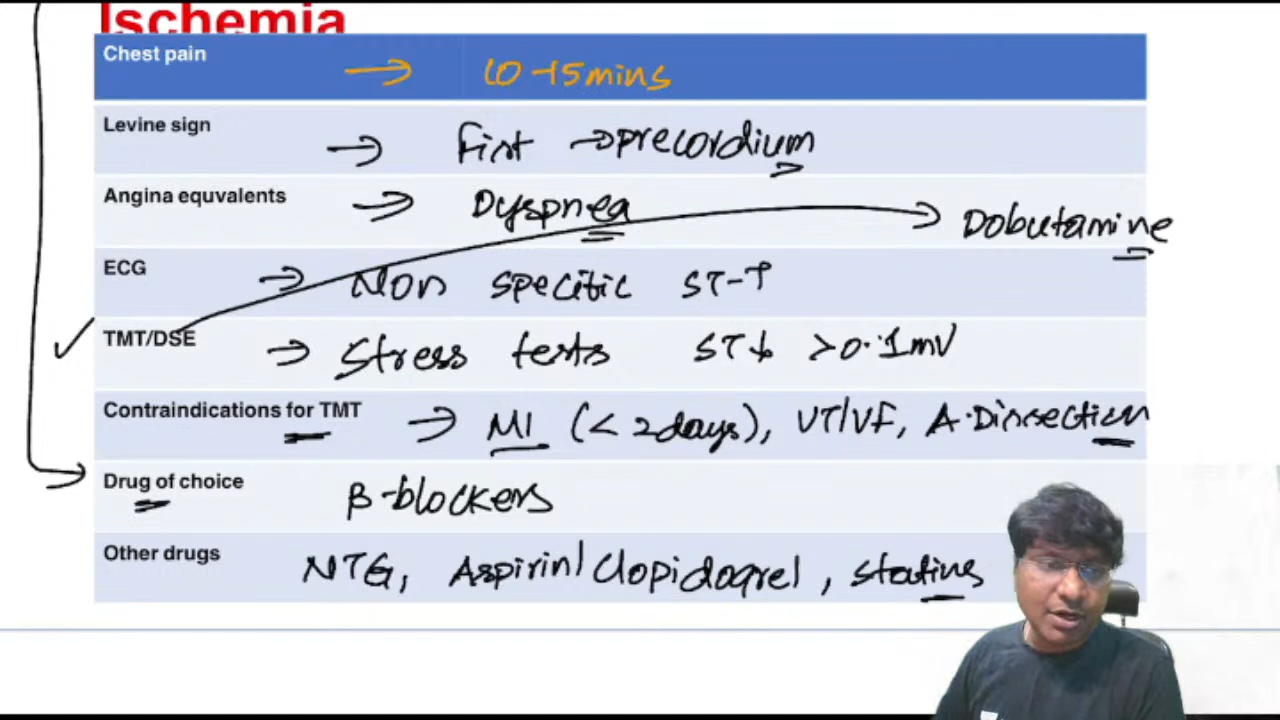 Ischemia
Chest pain → 10-15mins
Levine sign → Fist → precordium
Angina equvalents → Dyspnea
Dobutamine
ECG → Non specific ST-T
TMT/DSE → Stress tests ST↓ >0.1mV
Contraindications for TMT → MI (< 2days), VT/VF, A.Dissection
Drug of choice β-blockers
Other drugs NTG, Aspirin/Clopidogrel, statins